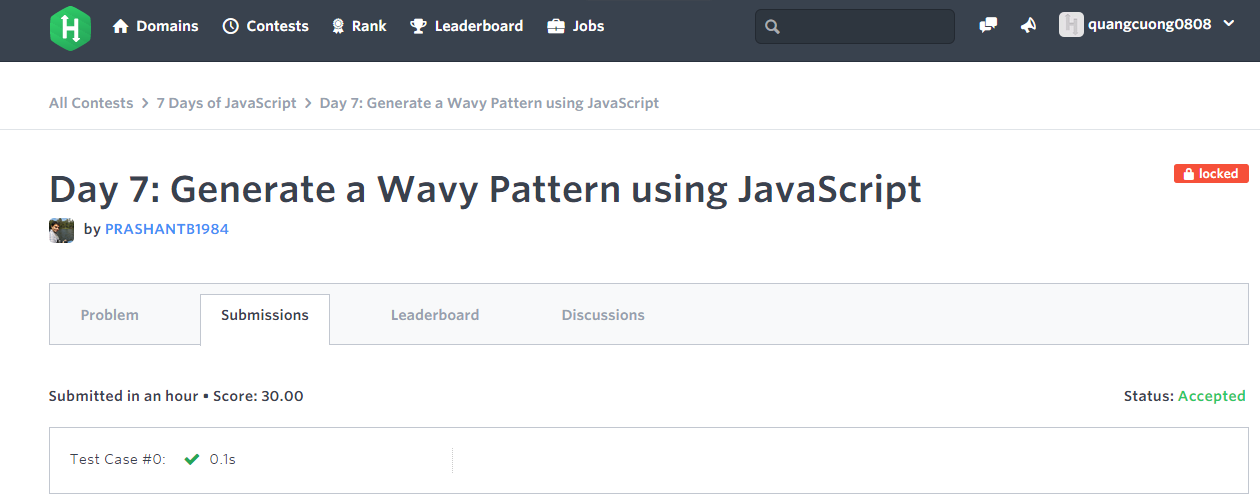 Domains Contests Rank Leaderboard Jobs quangcuong0808
All Contests > 7 Days of JavaScript > Day 7: Generate a Wavy Pattern using JavaScript
Day 7: Generate a Wavy Pattern using JavaScript
locked
by PRASHANTB1984
Problem Submissions Leaderboard Discussions
Submitted in an hour • Score: 30.00 Status: Accepted
Test Case #0: ✔ 0.1s